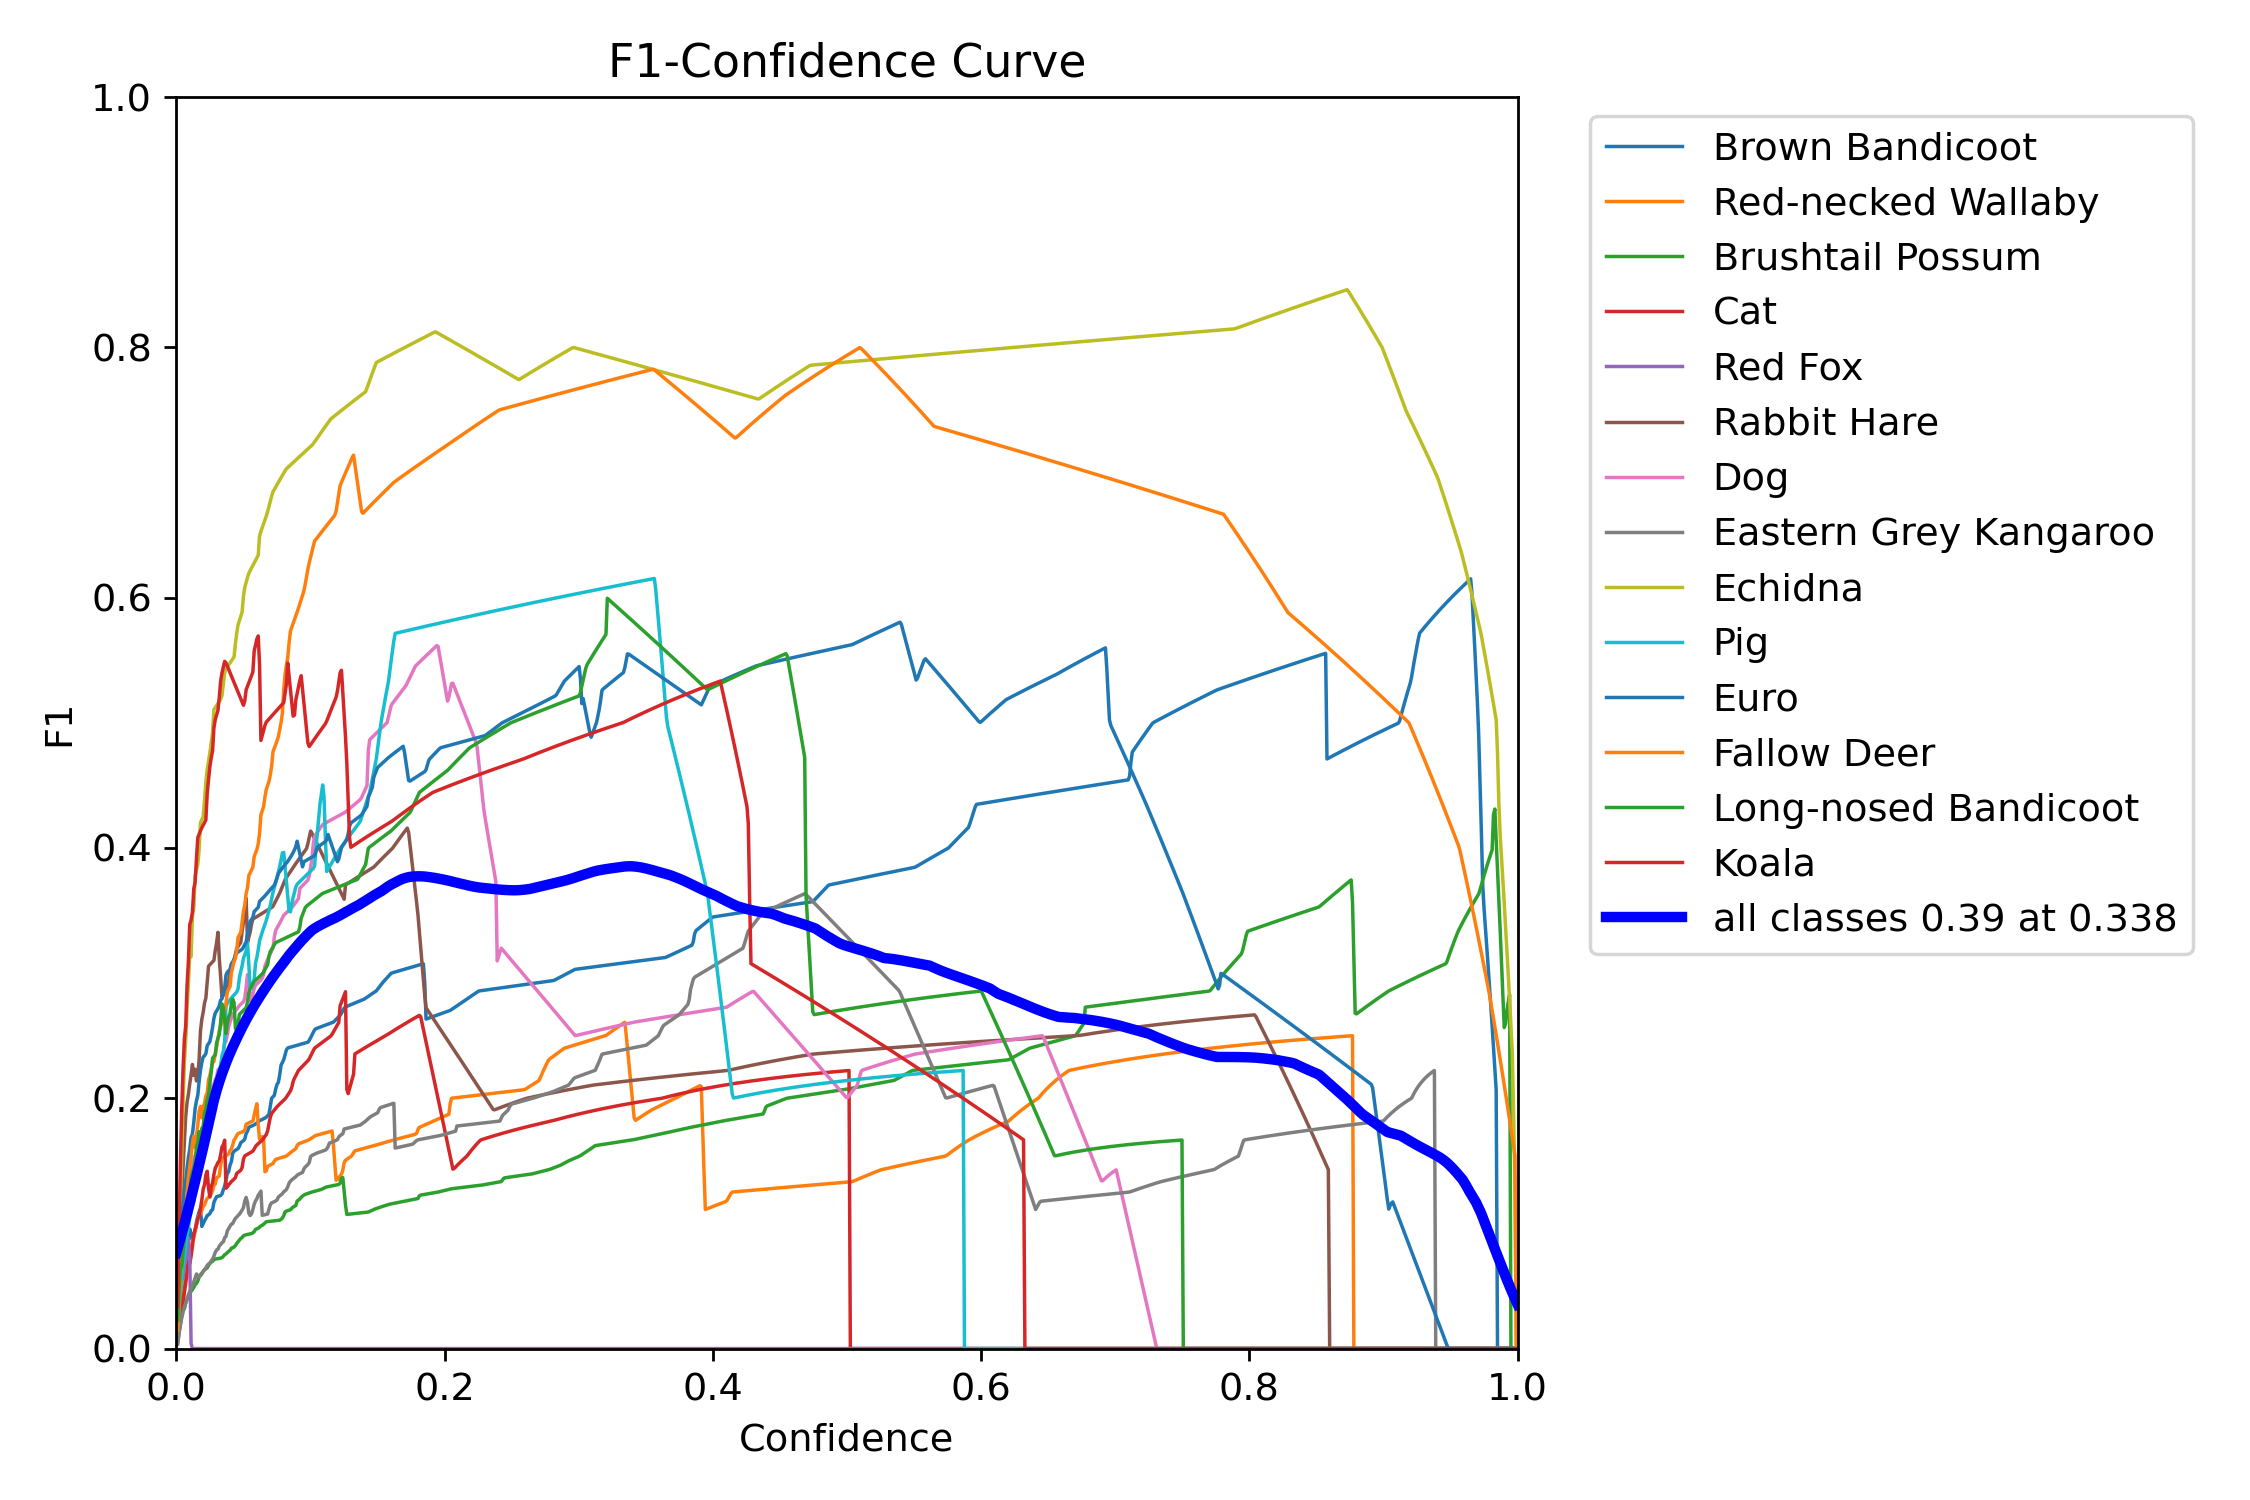 F1-Confidence Curve
1.0
0.8
0.6
0.4
0.2
0.0
F1
0.0 0.2 0.4 0.6 0.8 1.0
Confidence
Brown Bandicoot
Red-necked Wallaby
Brushtail Possum
Cat
Red Fox
Rabbit Hare
Dog
Eastern Grey Kangaroo
Echidna
Pig
Euro
Fallow Deer
Long-nosed Bandicoot
Koala
all classes 0.39 at 0.338